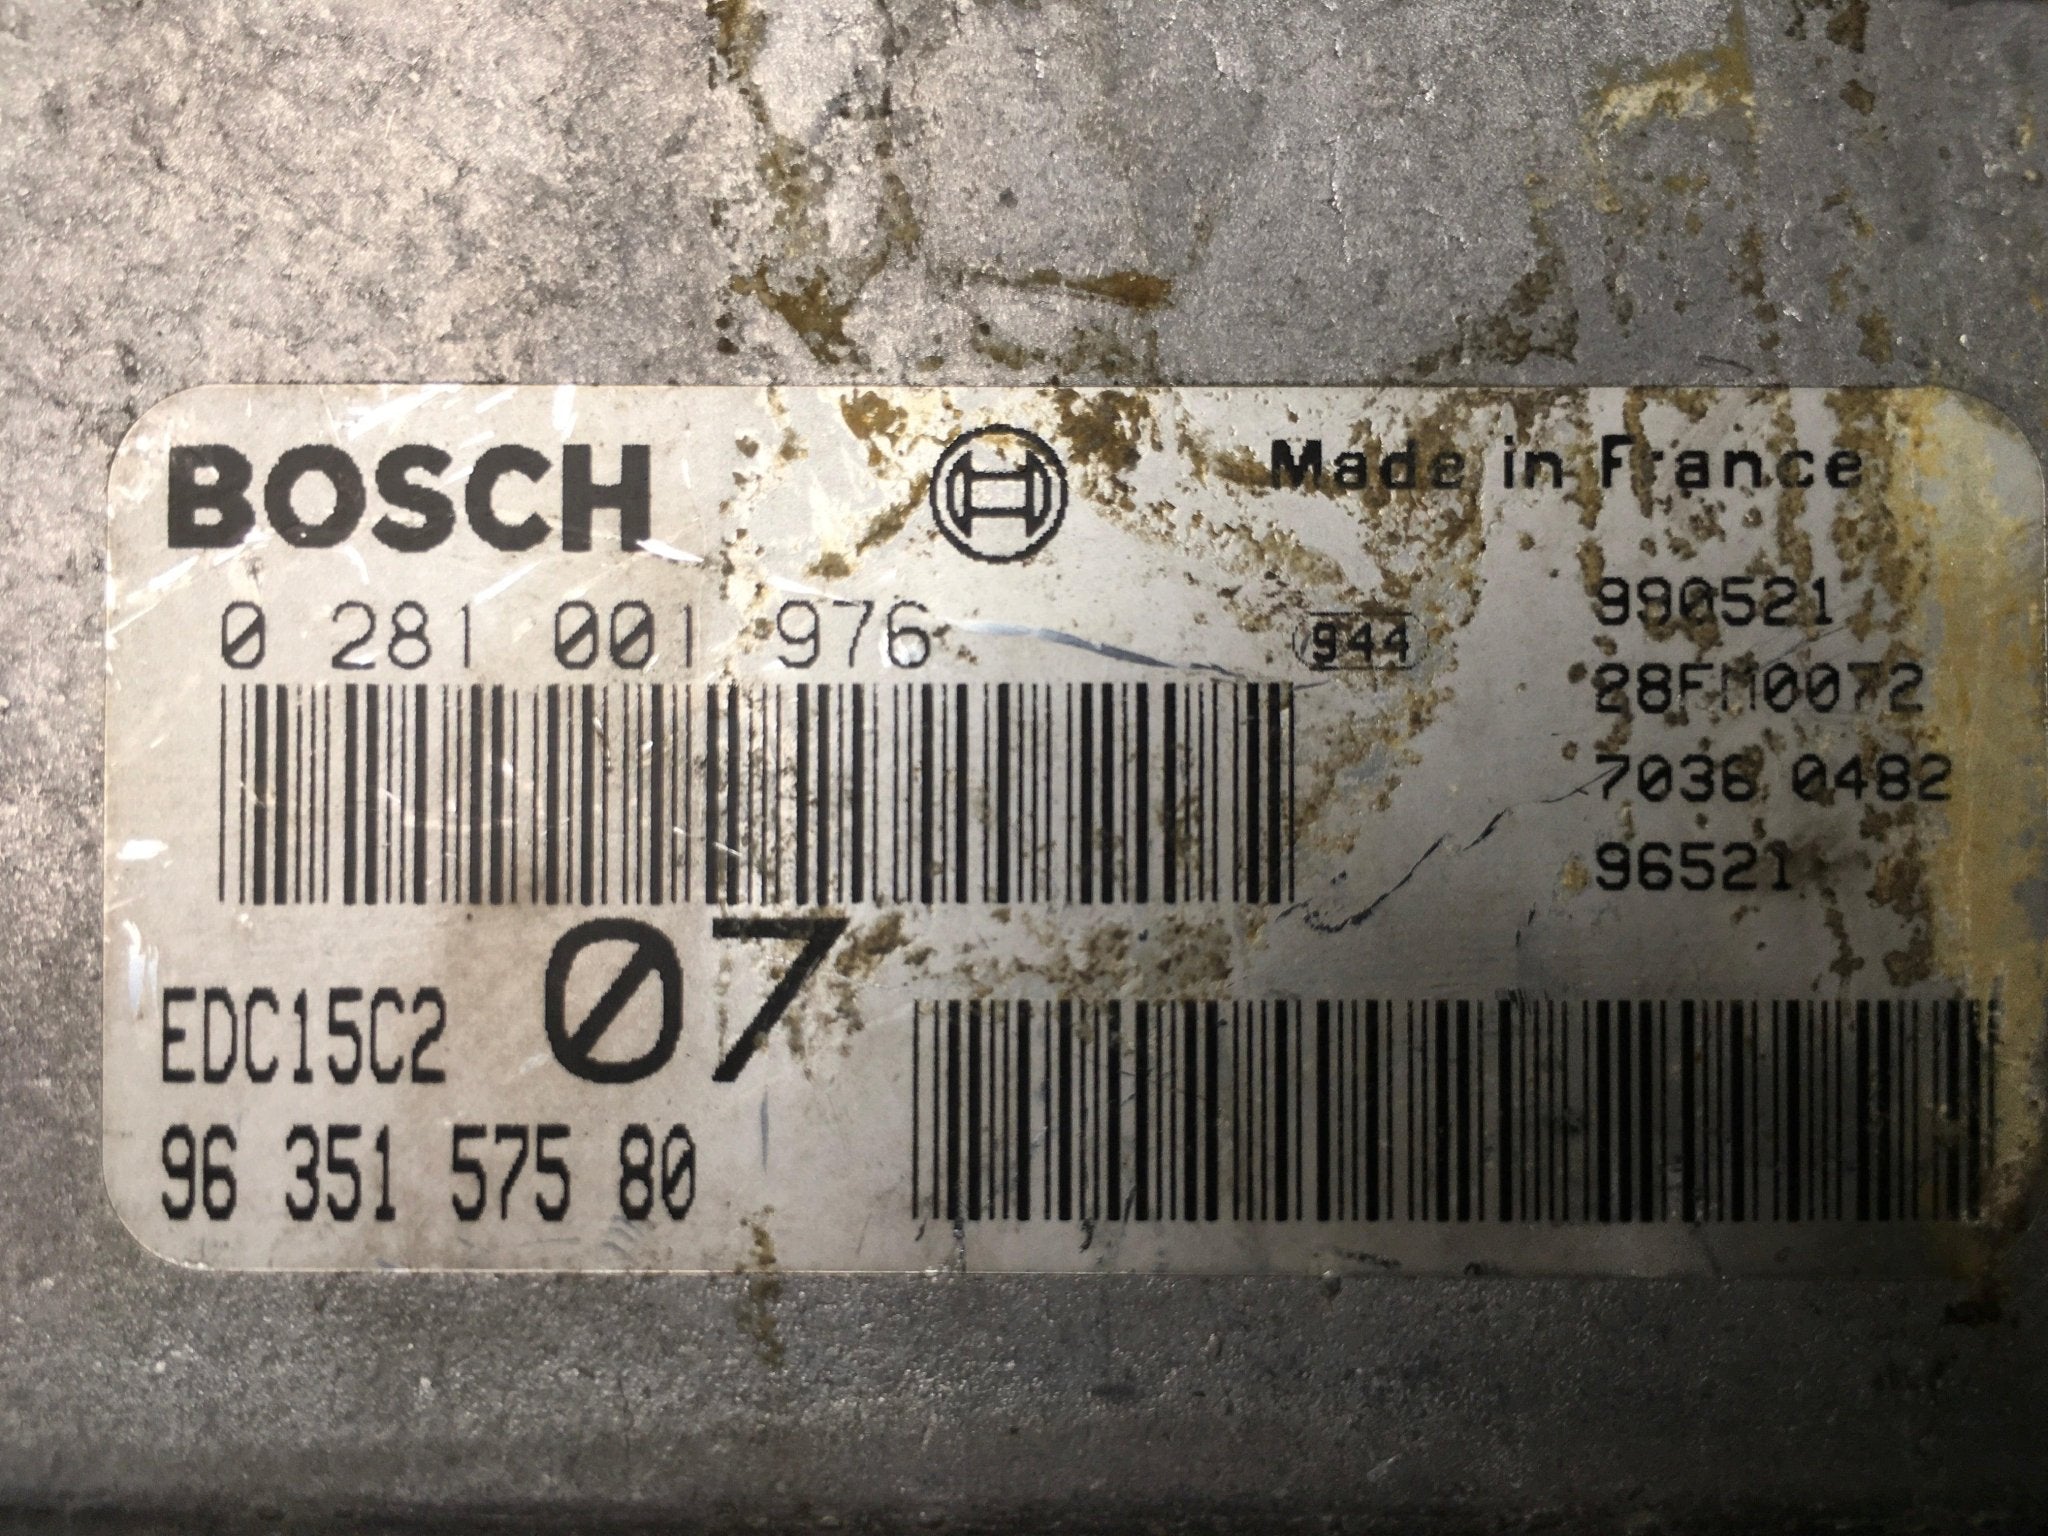 BOSCH Made in France
0 281 001 976 944 990521
28FM0072
7036 0482
96521
07
EDC15C2
96 351 575 80